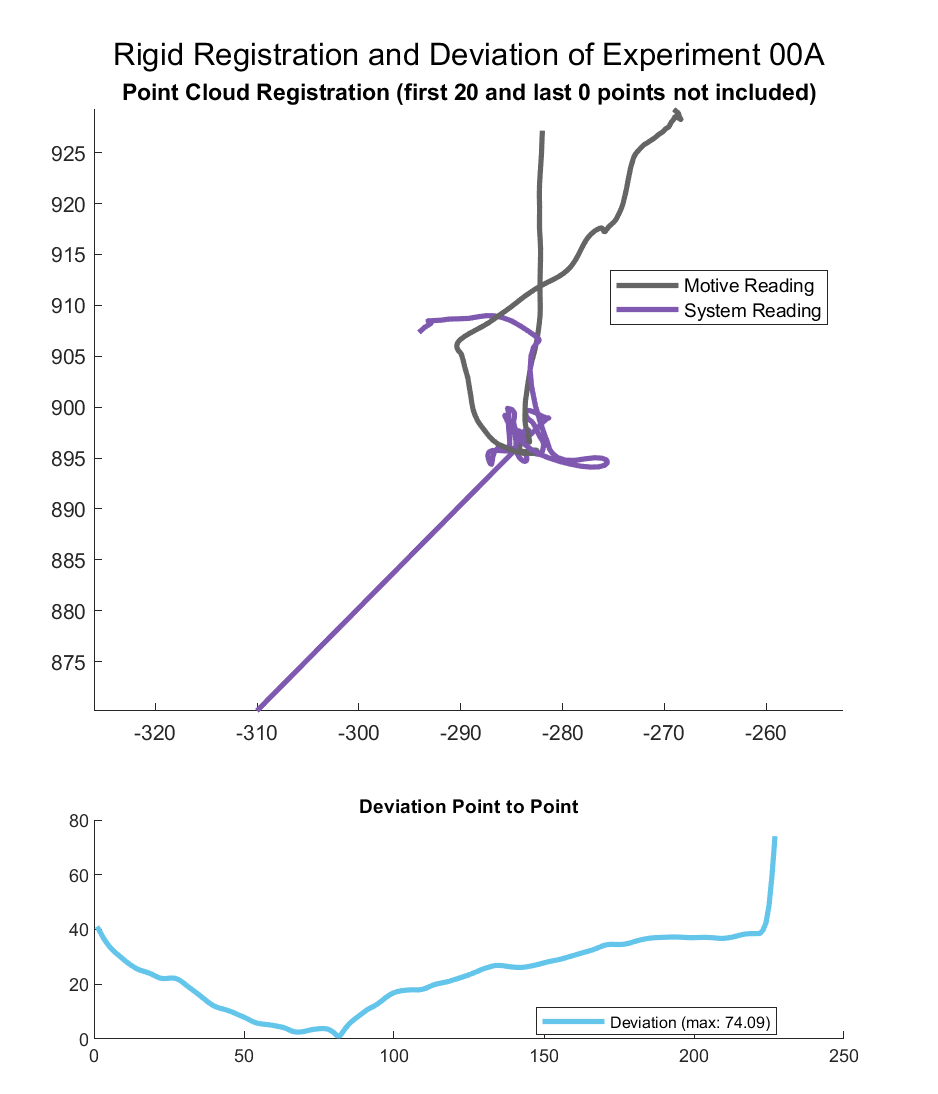 Rigid Registration and Deviation of Experiment 00A
Point Cloud Registration (first 20 and last 0 points not included)
925
920
915
910
905
900
895
890
885
880
875
Motive Reading
System Reading
-320 -310 -300 -290 -280 -270 -260
Deviation Point to Point
80
60
40
20
0
Deviation (max: 74.09)
0 50 100 150 200 250